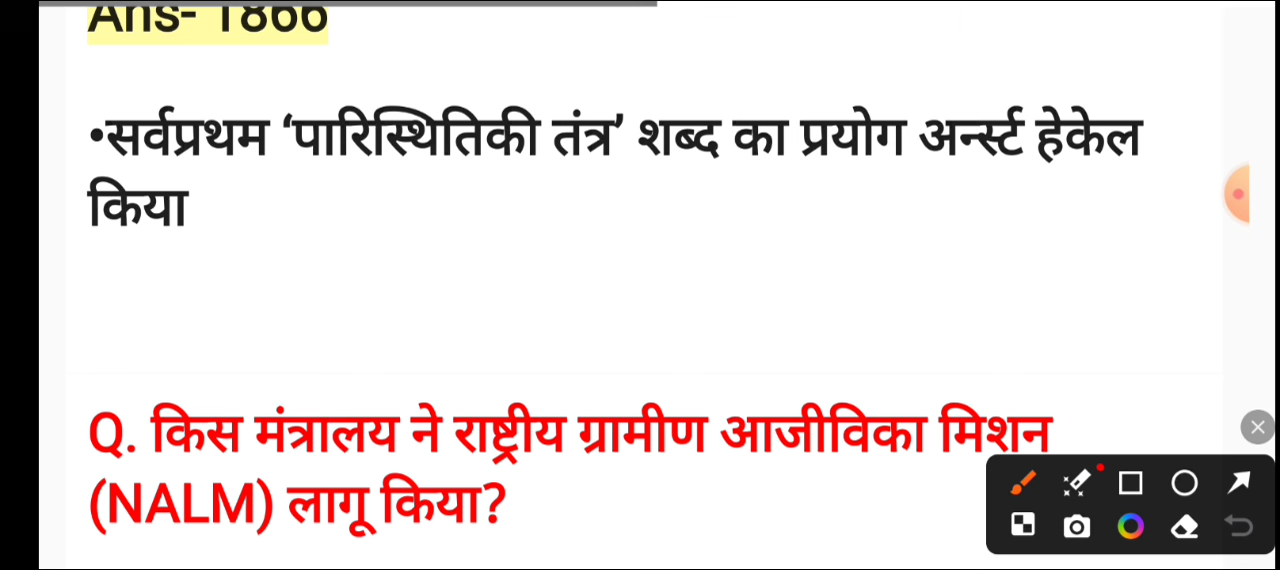 Ans- 1866
•सर्वप्रथम ‘पारिस्थितिकी तंत्र’ शब्द का प्रयोग अर्न्स्ट हेकेल
किया
Q. किस मंत्रालय ने राष्ट्रीय ग्रामीण आजीविका मिशन
(NALM) लागू किया?